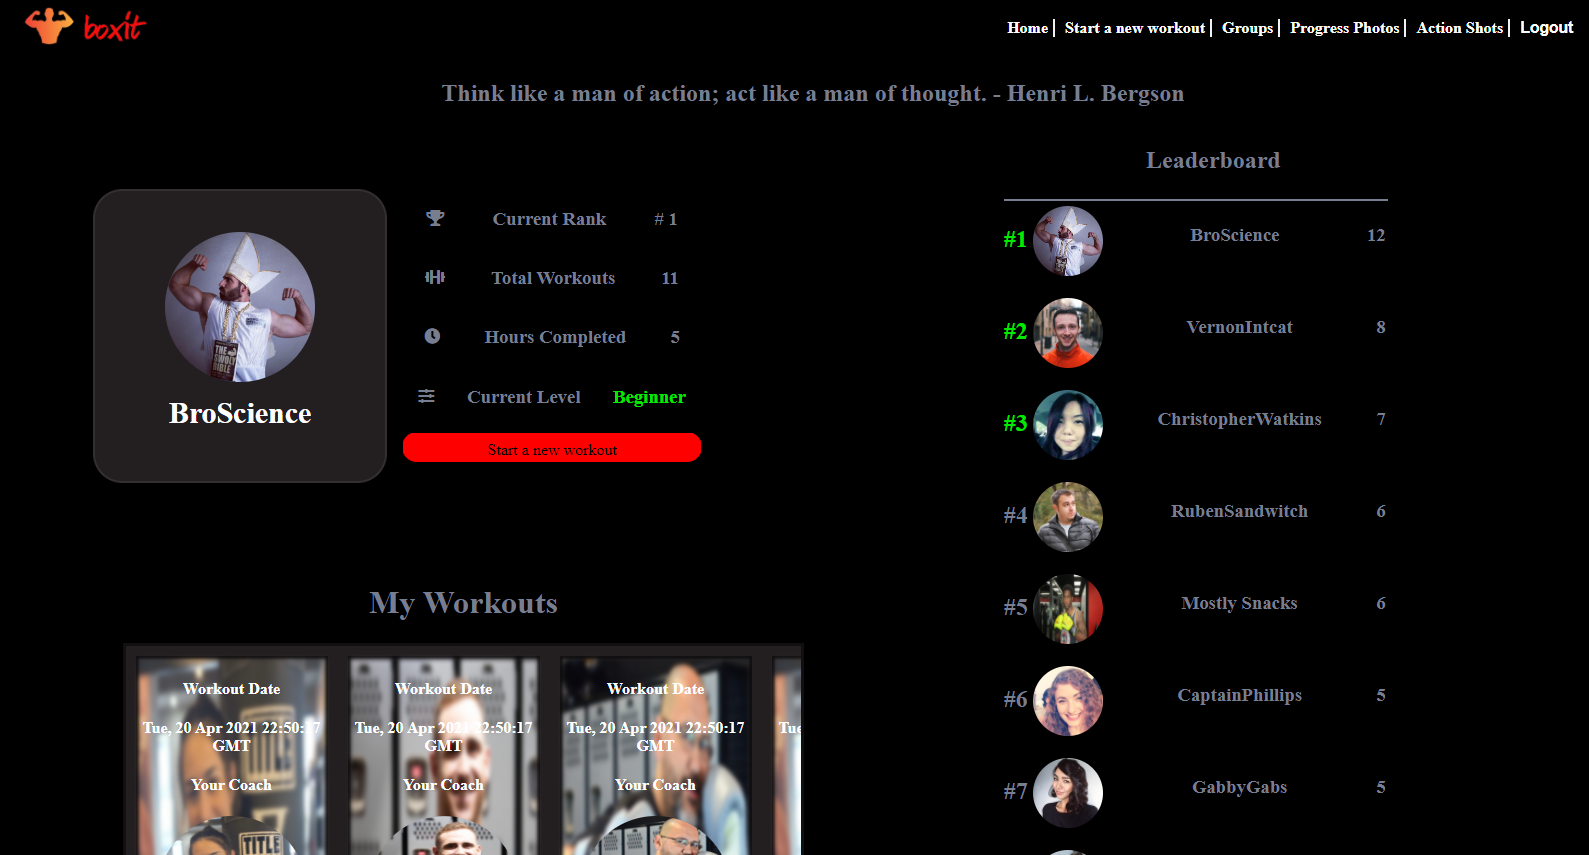 boxit
Home
Start a new workout
Groups
Progress Photos
Action Shots
Logout
Think like a man of action; act like a man of thought. - Henri L. Bergson
THE
SWOLY
BIBLE
BroScience
Current Rank # 1
Total Workouts 11
Hours Completed 5
Current Level Beginner
Start a new workout
Leaderboard
#1 BroScience 12
#2 VernonIntcat 8
#3 ChristopherWatkins 7
#4 RubenSandwitch 6
#5 Mostly Snacks 6
#6 CaptainPhillips 5
#7 GabbyGabs 5
My Workouts
Workout Date
Tue, 20 Apr 2021 22:50:17
GMT
Your Coach
TITLE
Workout Date
Tue, 20 Apr 2021 22:50:17
GMT
Your Coach
Workout Date
Tue, 20 Apr 2021 22:50:17
GMT
Your Coach
Tue